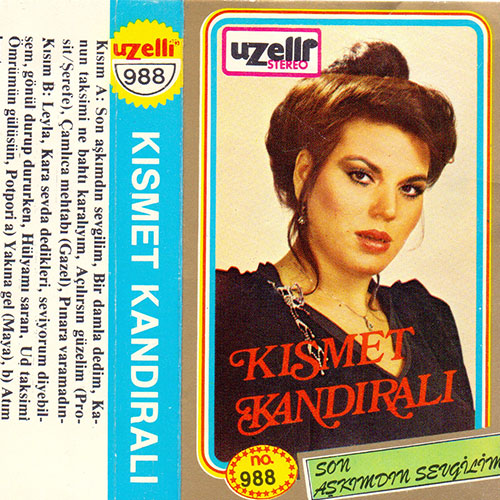 Kısım A: Son aşkımdın sevgilim, Bir damla dedim, Ka-
nun taksimi ne bahtı karalıyım, Açılırsın güzelim (Pro-
sit/Şerefe), Çamlıca mehtabı (Gazel), Pınara varamadın-
Kısım B: Leyla, Kara sevda dedikleri, seviyorum diyebil-
sem, gönül durup dururken, Hülyamı saran, Ud taksimi
Ömrümün gülüsün, Potpori a) Yakına gel (Maya), b) Atım
uzelli
988
KISMET KANDIRALI
uzelli
STEREO
KISMET
KANDIRALI
no.
988
SON
AŞKIMDIN SEVGİLİM